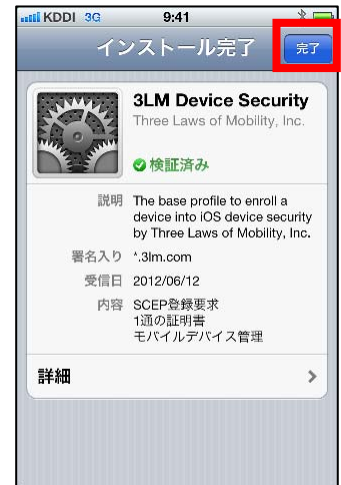 KDDI 3G 9:41
インストール完了 完了
3LM Device Security
Three Laws of Mobility, Inc.
検証済み
説明 The base profile to enroll a
device into iOS device security
by Three Laws of Mobility, Inc.
署名入り *.3lm.com
受信日 2012/06/12
内容 SCEP登録要求
1通の証明書
モバイルデバイス管理
詳細